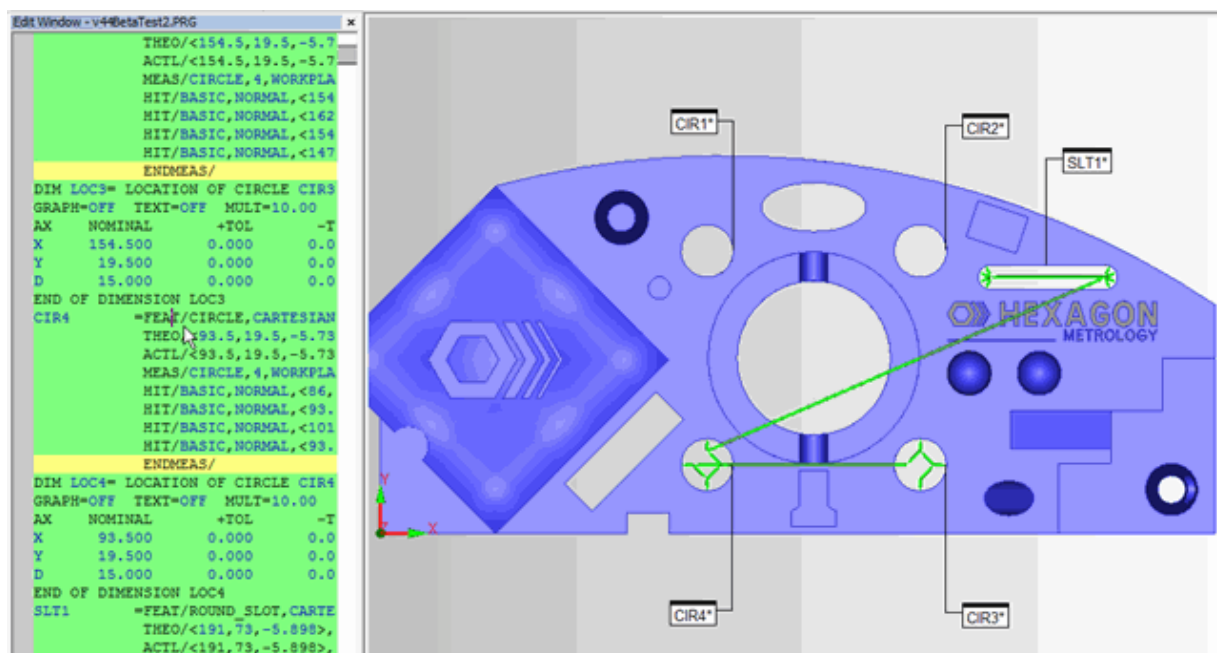 Edit Window - v44BetaTest2.PRG
THEO/<154.5,19.5,-5.7
ACTL/<154.5,19.5,-5.7
MEAS/CIRCLE,4,WORKPLA
HIT/BASIC,NORMAL,<154
HIT/BASIC,NORMAL,<162
HIT/BASIC,NORMAL,<154
HIT/BASIC,NORMAL,<147
ENDMEAS/
DIM LOC3= LOCATION OF CIRCLE CIR3
GRAPH=OFF TEXT=OFF MULT=10.00
AX NOMINAL +TOL -T
X 154.500 0.000 0.0
Y 19.500 0.000 0.0
D 15.000 0.000 0.0
END OF DIMENSION LOC3
CIR4 =FEAT/CIRCLE,CARTESIAN
THEO/<93.5,19.5,-5.73
ACTL/<93.5,19.5,-5.73
MEAS/CIRCLE,4,WORKPLA
HIT/BASIC,NORMAL,<86,
HIT/BASIC,NORMAL,<93.
HIT/BASIC,NORMAL,<101
HIT/BASIC,NORMAL,<93.
ENDMEAS/
DIM LOC4= LOCATION OF CIRCLE CIR4
GRAPH=OFF TEXT=OFF MULT=10.00
AX NOMINAL +TOL -T
X 93.500 0.000 0.0
Y 19.500 0.000 0.0
D 15.000 0.000 0.0
END OF DIMENSION LOC4
SLT1 =FEAT/ROUND_SLOT,CARTE
THEO/<191,73,-5.898>,
ACTL/<191,73,-5.898>,
CIR1*
CIR2*
SLT1*
HEXAGON
METROLOGY
Y
Z
X
CIR4*
CIR3*